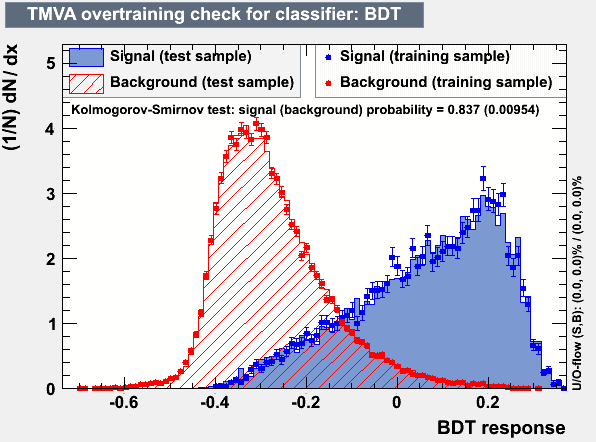 TMVA overtraining check for classifier: BDT
(1/N) dN / dx
Signal (test sample)
Signal (training sample)
Background (test sample)
Background (training sample)
Kolmogorov-Smirnov test: signal (background) probability = 0.837 (0.00954)
5
4
3
2
1
0
-0.6
-0.4
-0.2
0
0.2
BDT response
U/O-flow (S,B): (0.0, 0.0)% / (0.0, 0.0)%